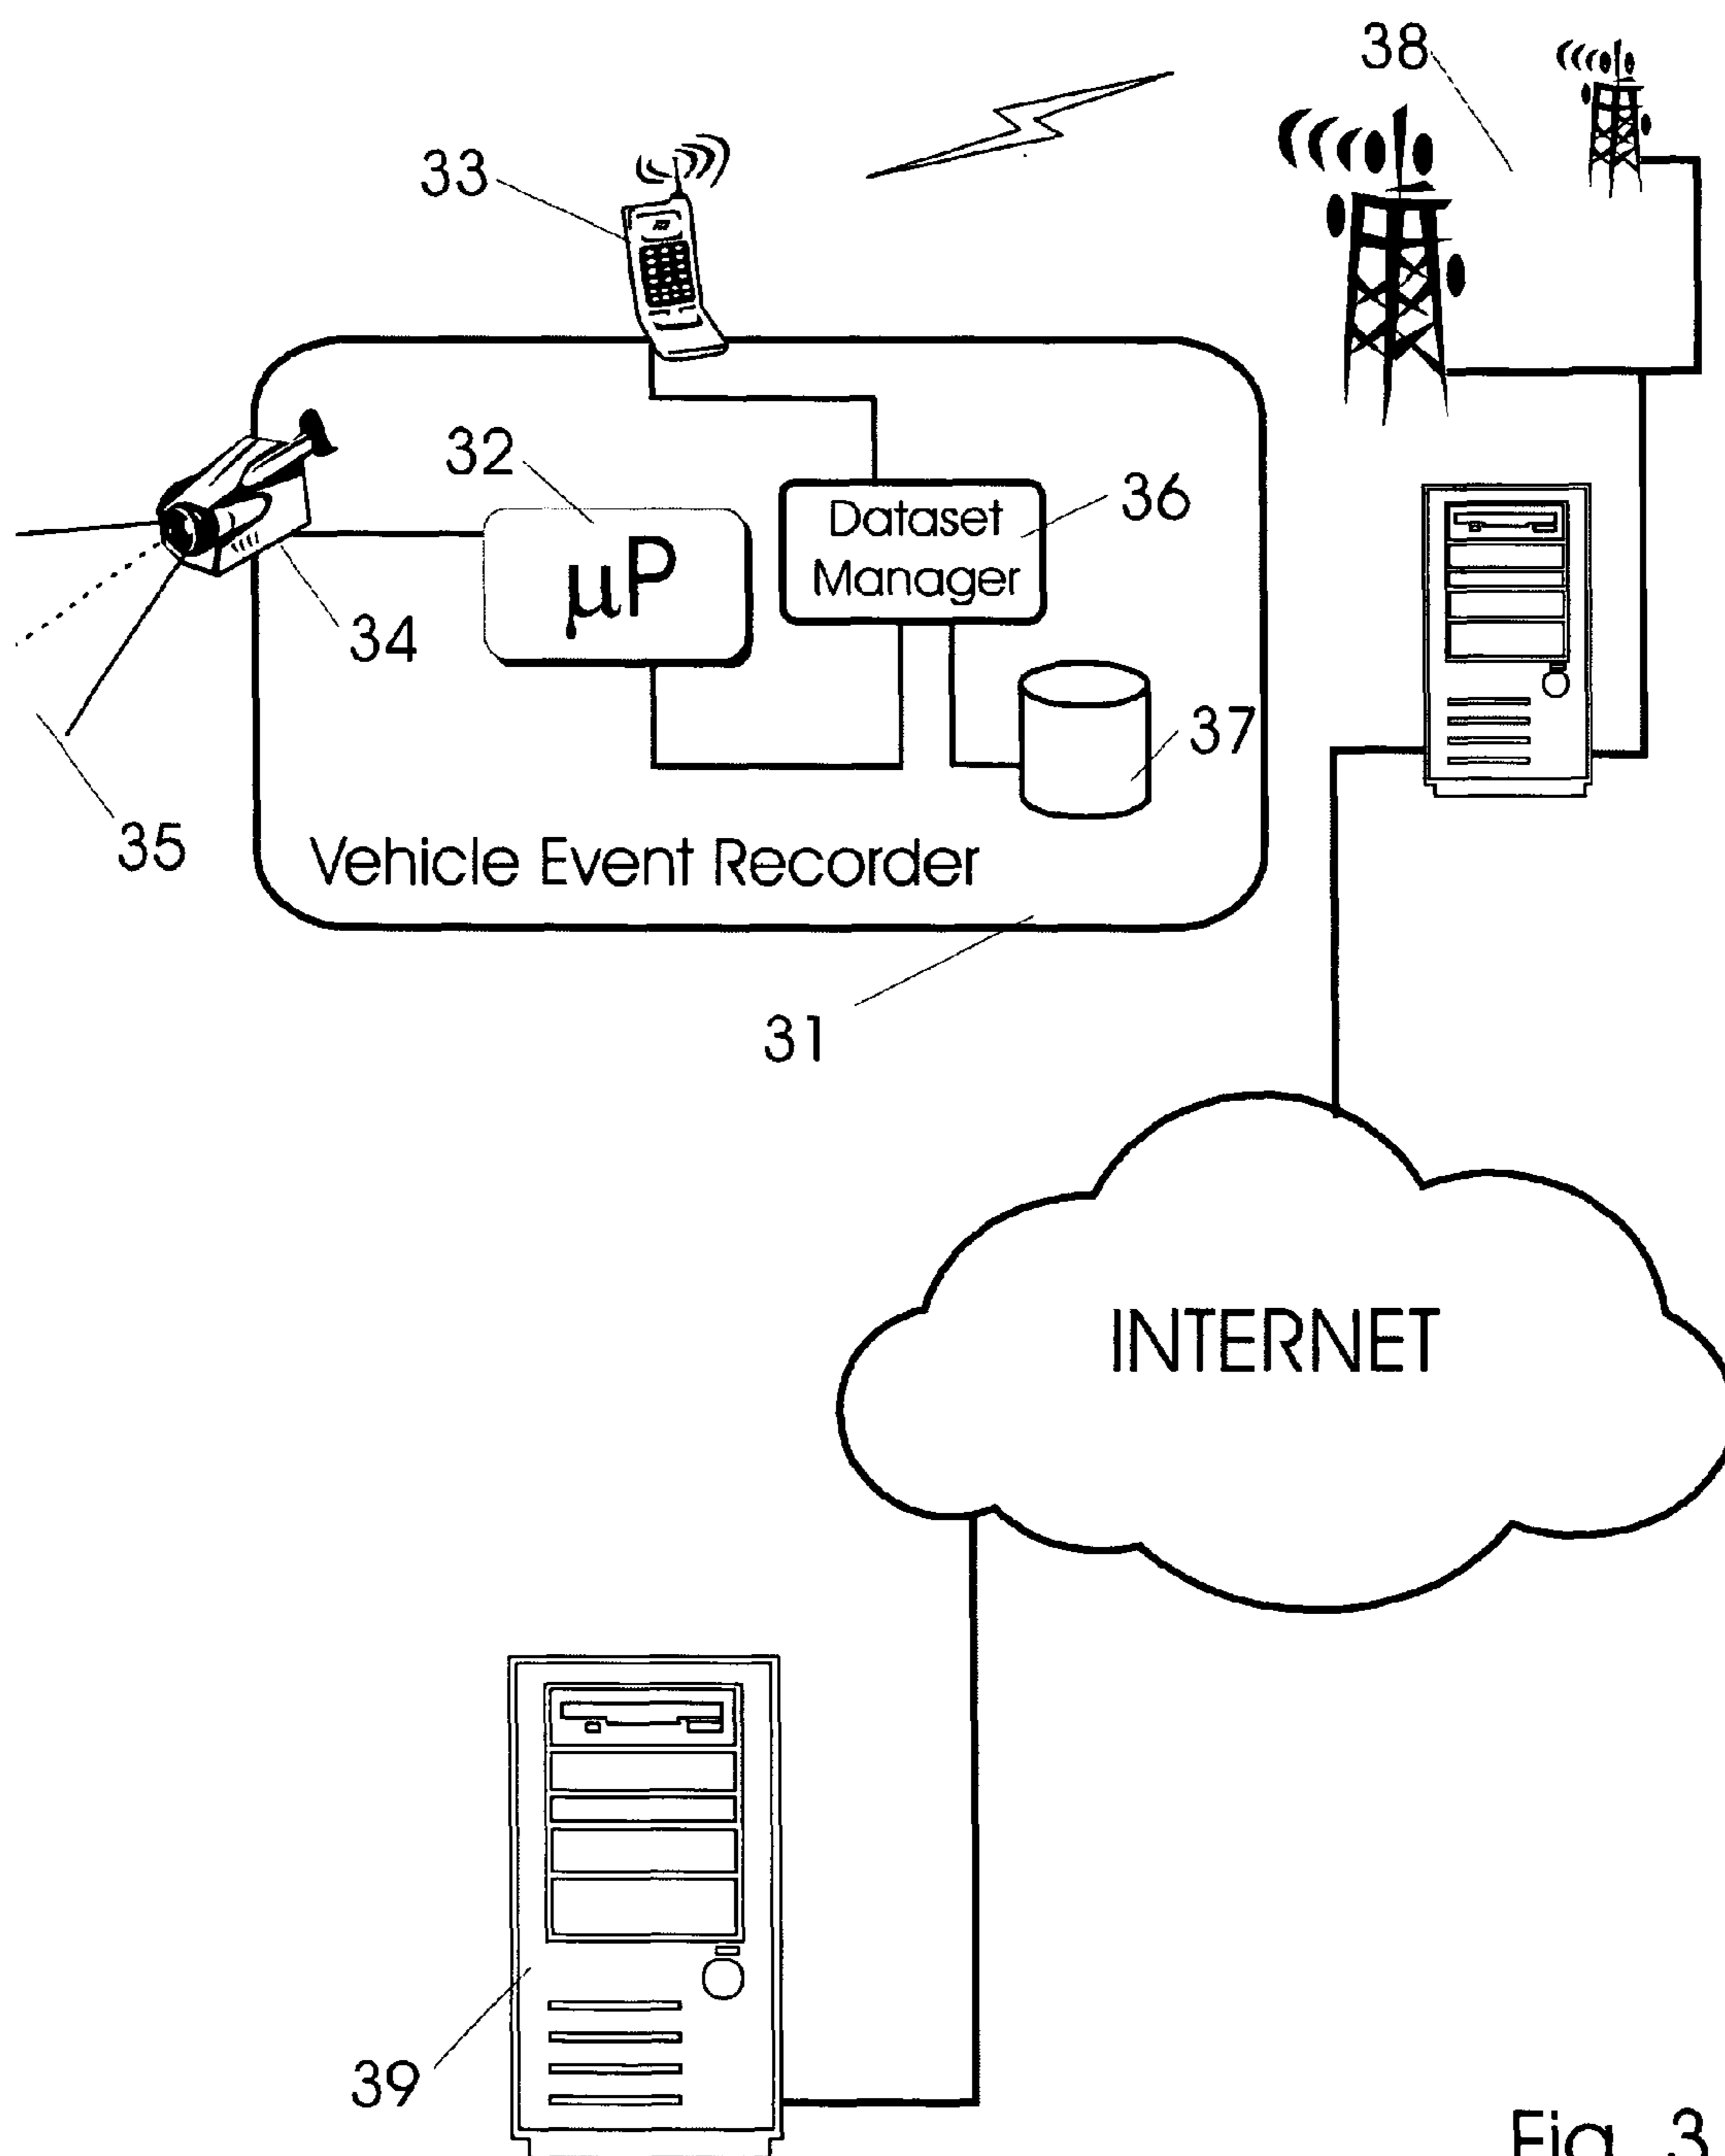 38
33
32
Dataset
Manager
36
µP
34
37
35
Vehicle Event Recorder
31
INTERNET
39
Fig. 3